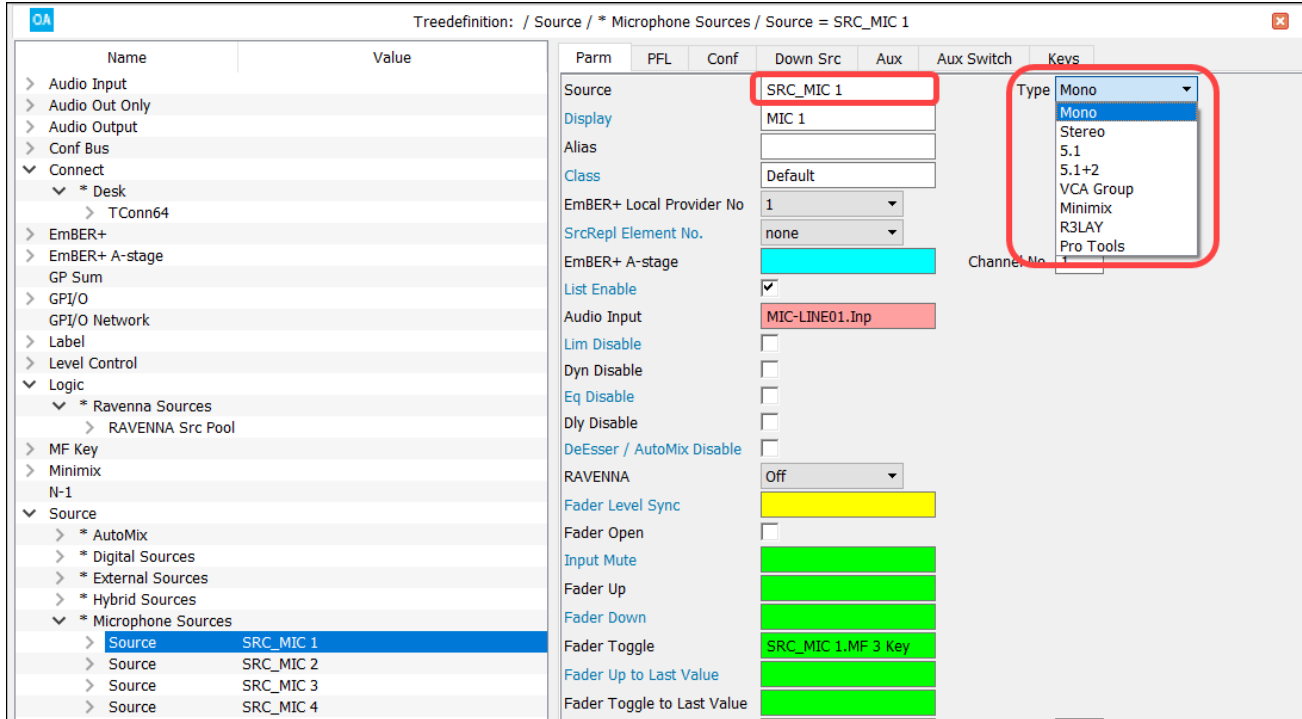 OA
Treedefinition: / Source / * Microphone Sources / Source = SRC_MIC 1
Name Value
Audio Input
Audio Out Only
Audio Output
Conf Bus
Connect
* Desk
TConn64
EmBER+
EmBER+ A-stage
GP Sum
GPI/O
GPI/O Network
Label
Level Control
Logic
* Ravenna Sources
RAVENNA Src Pool
MF Key
Minimix
N-1
Source
* AutoMix
* Digital Sources
* External Sources
* Hybrid Sources
* Microphone Sources
Source SRC_MIC 1
Source SRC_MIC 2
Source SRC_MIC 3
Source SRC_MIC 4
Parm PFL Conf Down Src Aux Aux Switch Keys
Source SRC_MIC 1
Display MIC 1
Alias
Class Default
EmBER+ Local Provider No 1
SrcRepl Element No. none
EmBER+ A-stage
List Enable
Audio Input MIC-LINE01.Inp
Lim Disable
Dyn Disable
Eq Disable
Dly Disable
DeEsser / AutoMix Disable
RAVENNA Off
Fader Level Sync
Fader Open
Input Mute
Fader Up
Fader Down
Fader Toggle SRC_MIC 1.MF 3 Key
Fader Up to Last Value
Fader Toggle to Last Value
Type Mono
Mono
Stereo
5.1
5.1+2
VCA Group
Minimix
R3LAY
Pro Tools
Channel No 1